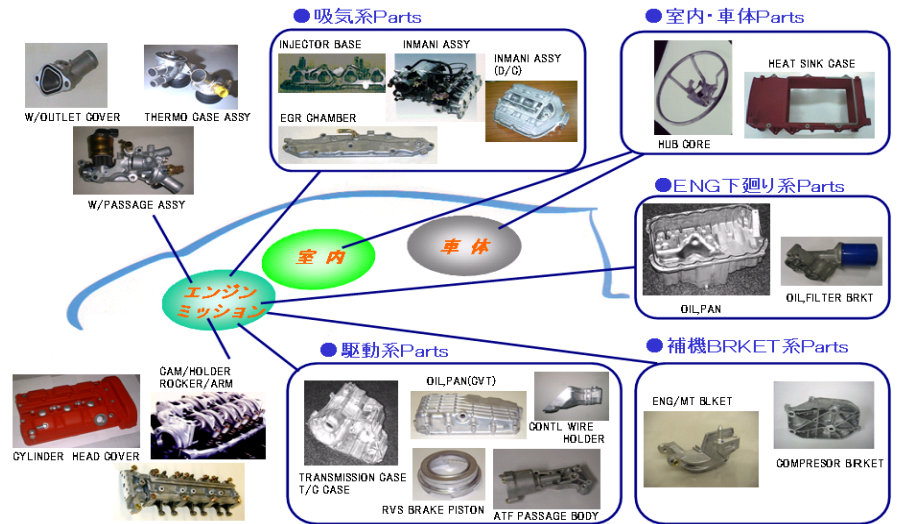 ●吸気系Parts
INJECTOR BASE
INMANI ASSY
INMANI ASSY
(D/C)
EGR CHAMBER
●室内・車体Parts
HUB CORE
HEAT SINK CASE
W/OUTLET COVER
THERMO CASE ASSY
W/PASSAGE ASSY
●ENG下廻り系Parts
OIL,PAN
OIL,FILTER BRKT
室 内
車 体
エンジン
ミッション
CAM/HOLDER
ROCKER/ARM
CYLINDER HEAD COVER
●駆動系Parts
TRANSMISSION CASE
T/C CASE
OIL,PAN(CVT)
CONTL WIRE
HOLDER
RVS BRAKE PISTON
ATF PASSAGE BODY
●補機BRKET系Parts
ENG/MT BLKET
COMPRESOR BRKET